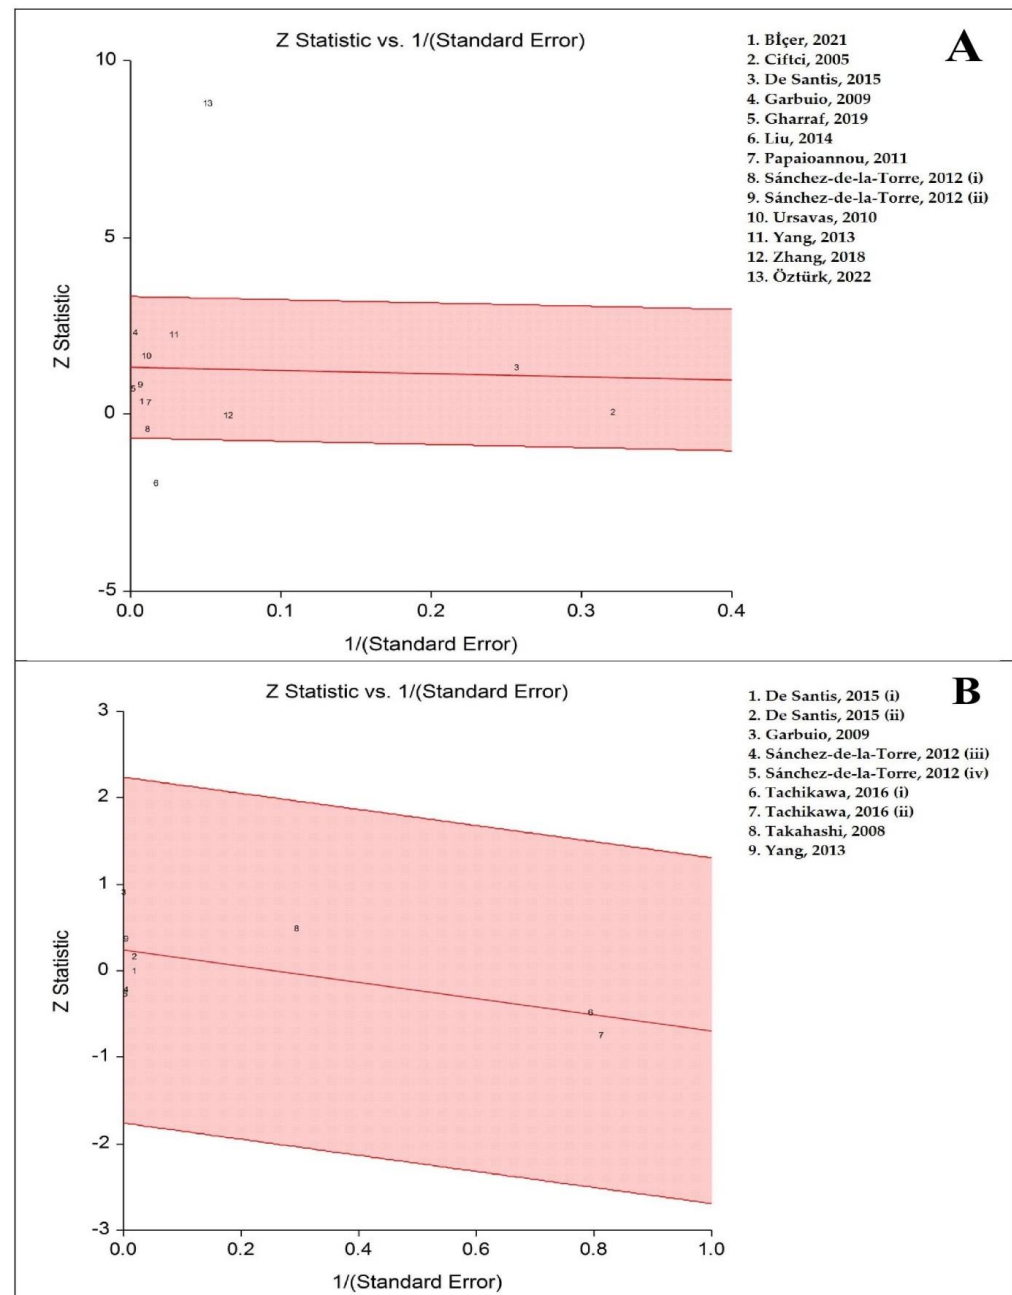 A
Z Statistic vs. 1/(Standard Error)
1. Bİçer, 2021
2. Ciftci, 2005
3. De Santis, 2015
4. Garbuio, 2009
5. Gharraf, 2019
6. Liu, 2014
7. Papaioannou, 2011
8. Sánchez-de-la-Torre, 2012 (i)
9. Sánchez-de-la-Torre, 2012 (ii)
10. Ursavas, 2010
11. Yang, 2013
12. Zhang, 2018
13. Öztürk, 2022
Z Statistic
10
5
0
-5
13
4
11
10
3
9
5
1
7
12
2
8
6
0.0
0.1
0.2
0.3
0.4
1/(Standard Error)
B
Z Statistic vs. 1/(Standard Error)
1. De Santis, 2015 (i)
2. De Santis, 2015 (ii)
3. Garbuio, 2009
4. Sánchez-de-la-Torre, 2012 (iii)
5. Sánchez-de-la-Torre, 2012 (iv)
6. Tachikawa, 2016 (i)
7. Tachikawa, 2016 (ii)
8. Takahashi, 2008
9. Yang, 2013
Z Statistic
3
2
1
0
-1
-2
-3
3
8
9
2
1
4
5
6
7
0.0
0.2
0.4
0.6
0.8
1.0
1/(Standard Error)